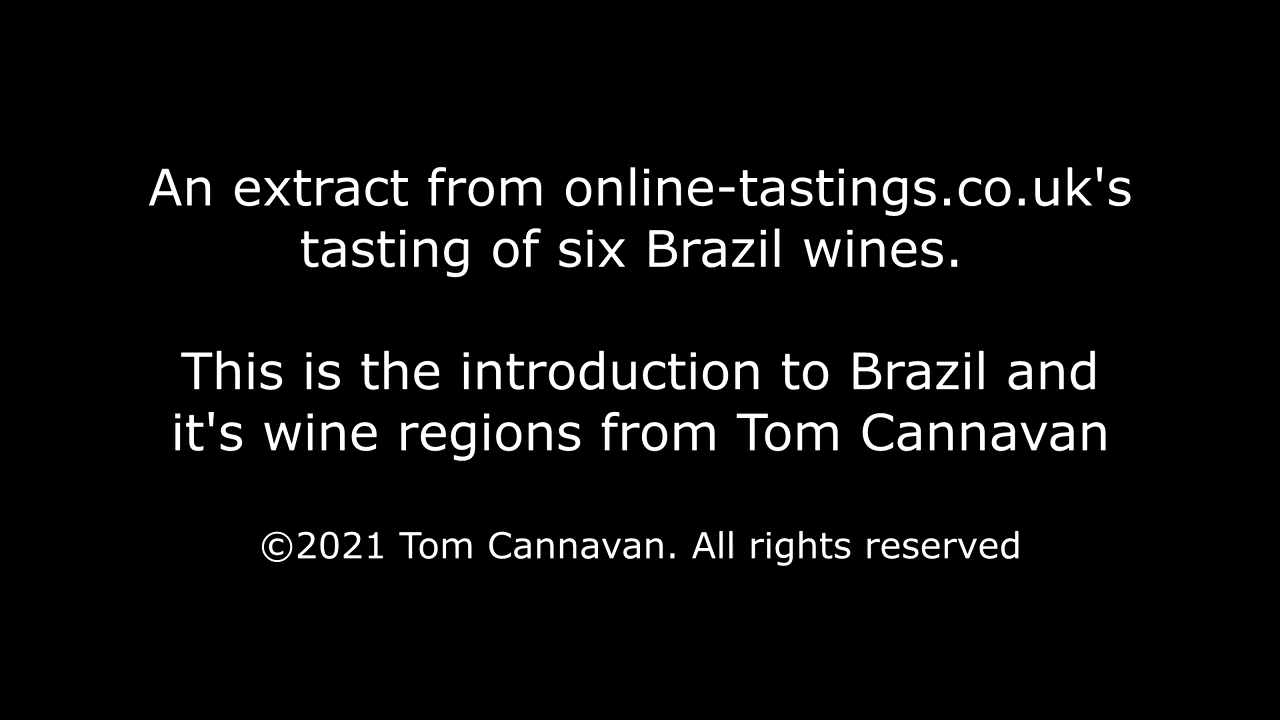 An extract from online-tastings.co.uk's
tasting of six Brazil wines.
This is the introduction to Brazil and
it's wine regions from Tom Cannavan
©2021 Tom Cannavan. All rights reserved